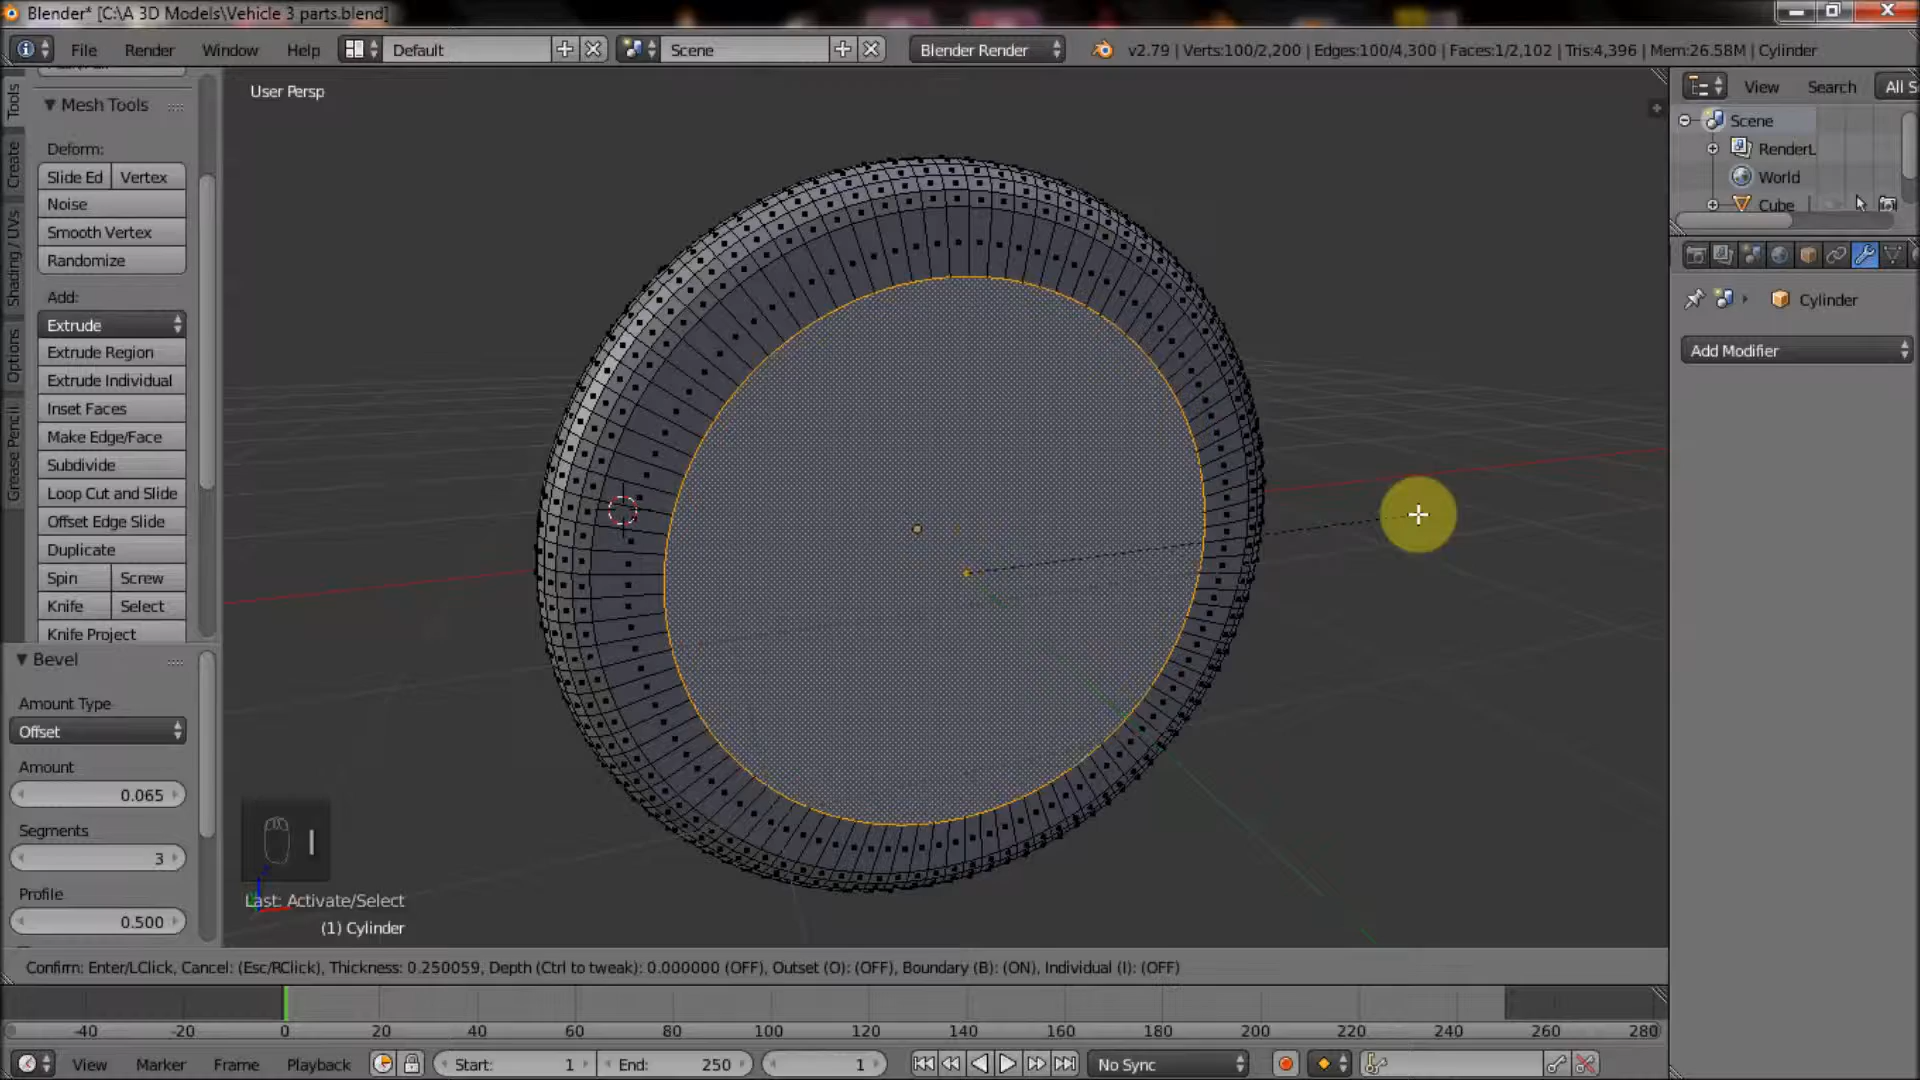 Blender* [C:\A 3D Models\Vehicle 3 parts.blend]
File Render Window Help Default Scene Blender Render v2.79 | Verts:100/2,200 | Edges:100/4,300 | Faces:1/2,102 | Tris:4,396 | Mem:26.58M | Cylinder
User Persp
View Search All S
Scene
RenderL
World
Cube
Cylinder
Add Modifier
Tools
Create
Shading / UVs
Options
Grease Pencil
Mesh Tools
Deform:
Slide Ed Vertex
Noise
Smooth Vertex
Randomize
Add:
Extrude
Extrude Region
Extrude Individual
Inset Faces
Make Edge/Face
Subdivide
Loop Cut and Slide
Offset Edge Slide
Duplicate
Spin Screw
Knife Select
Knife Project
Bevel
Amount Type
Offset
Amount
0.065
Segments
3
Profile
0.500
I
Last: Activate/Select
(1) Cylinder
Confirm: Enter/LClick, Cancel: (Esc/RClick), Thickness: 0.250059, Depth (Ctrl to tweak): 0.000000 (OFF), Outset (O): (OFF), Boundary (B): (ON), Individual (I): (OFF)
-40 -20 0 20 40 60 80 100 120 140 160 180 200 220 240 260 280
View Marker Frame Playback Start: 1 End: 250 1 No Sync